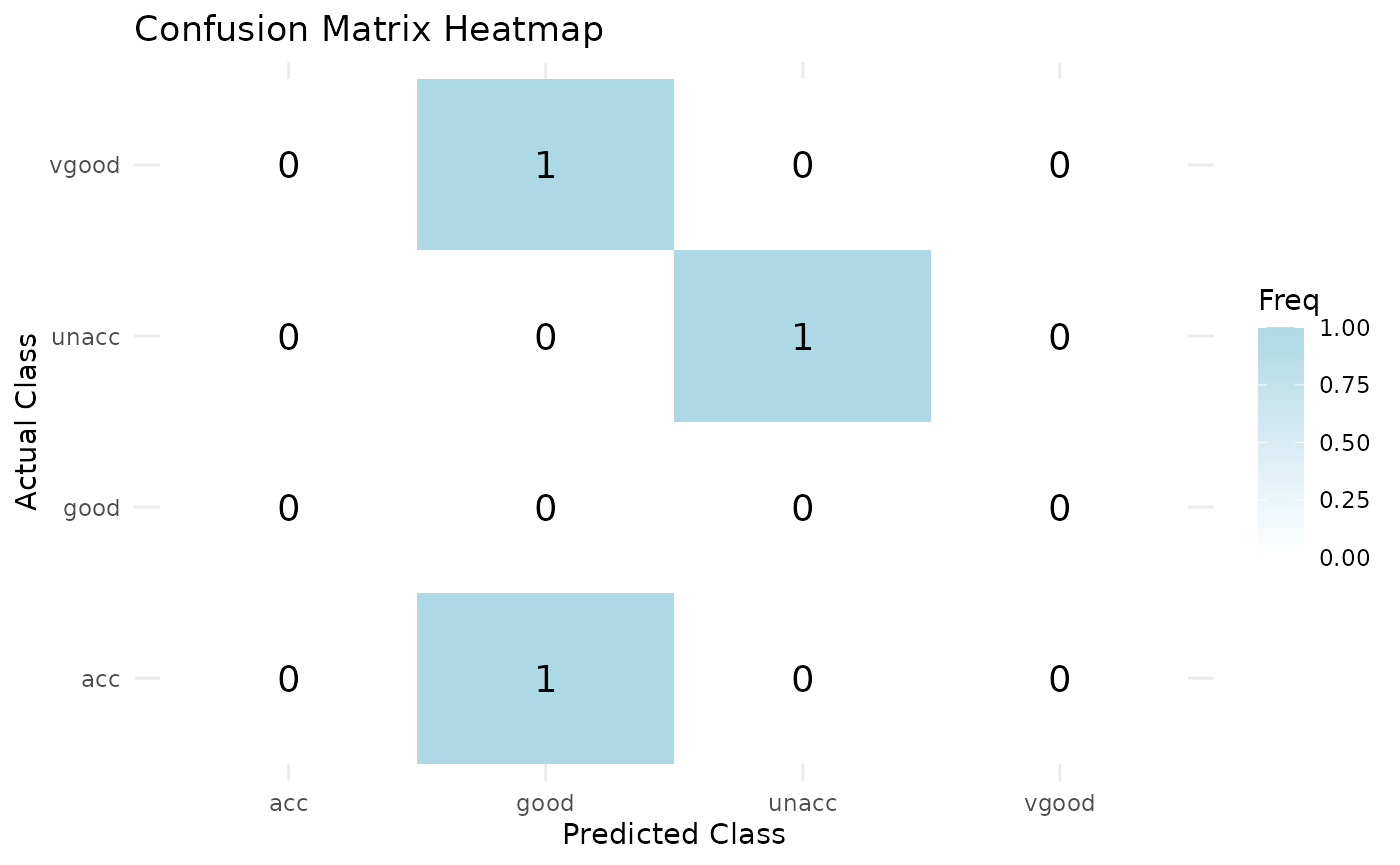 Confusion Matrix Heatmap
vgood 0 1 0 0
unacc 0 0 1 0
good 0 0 0 0
acc 0 1 0 0
acc good unacc vgood
Predicted Class
Actual Class
Freq
1.00
0.75
0.50
0.25
0.00